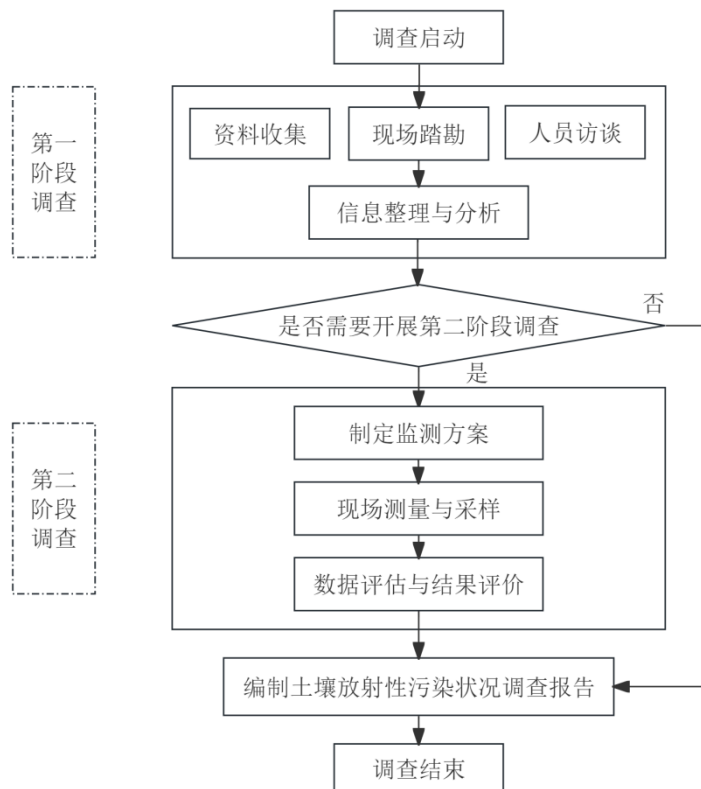 调查启动
第一
阶段
调查
资料收集
现场踏勘
人员访谈
信息整理与分析
是否需要开展第二阶段调查
否
是
第二
阶段
调查
制定监测方案
现场测量与采样
数据评估与结果评价
编制土壤放射性污染状况调查报告
调查结束